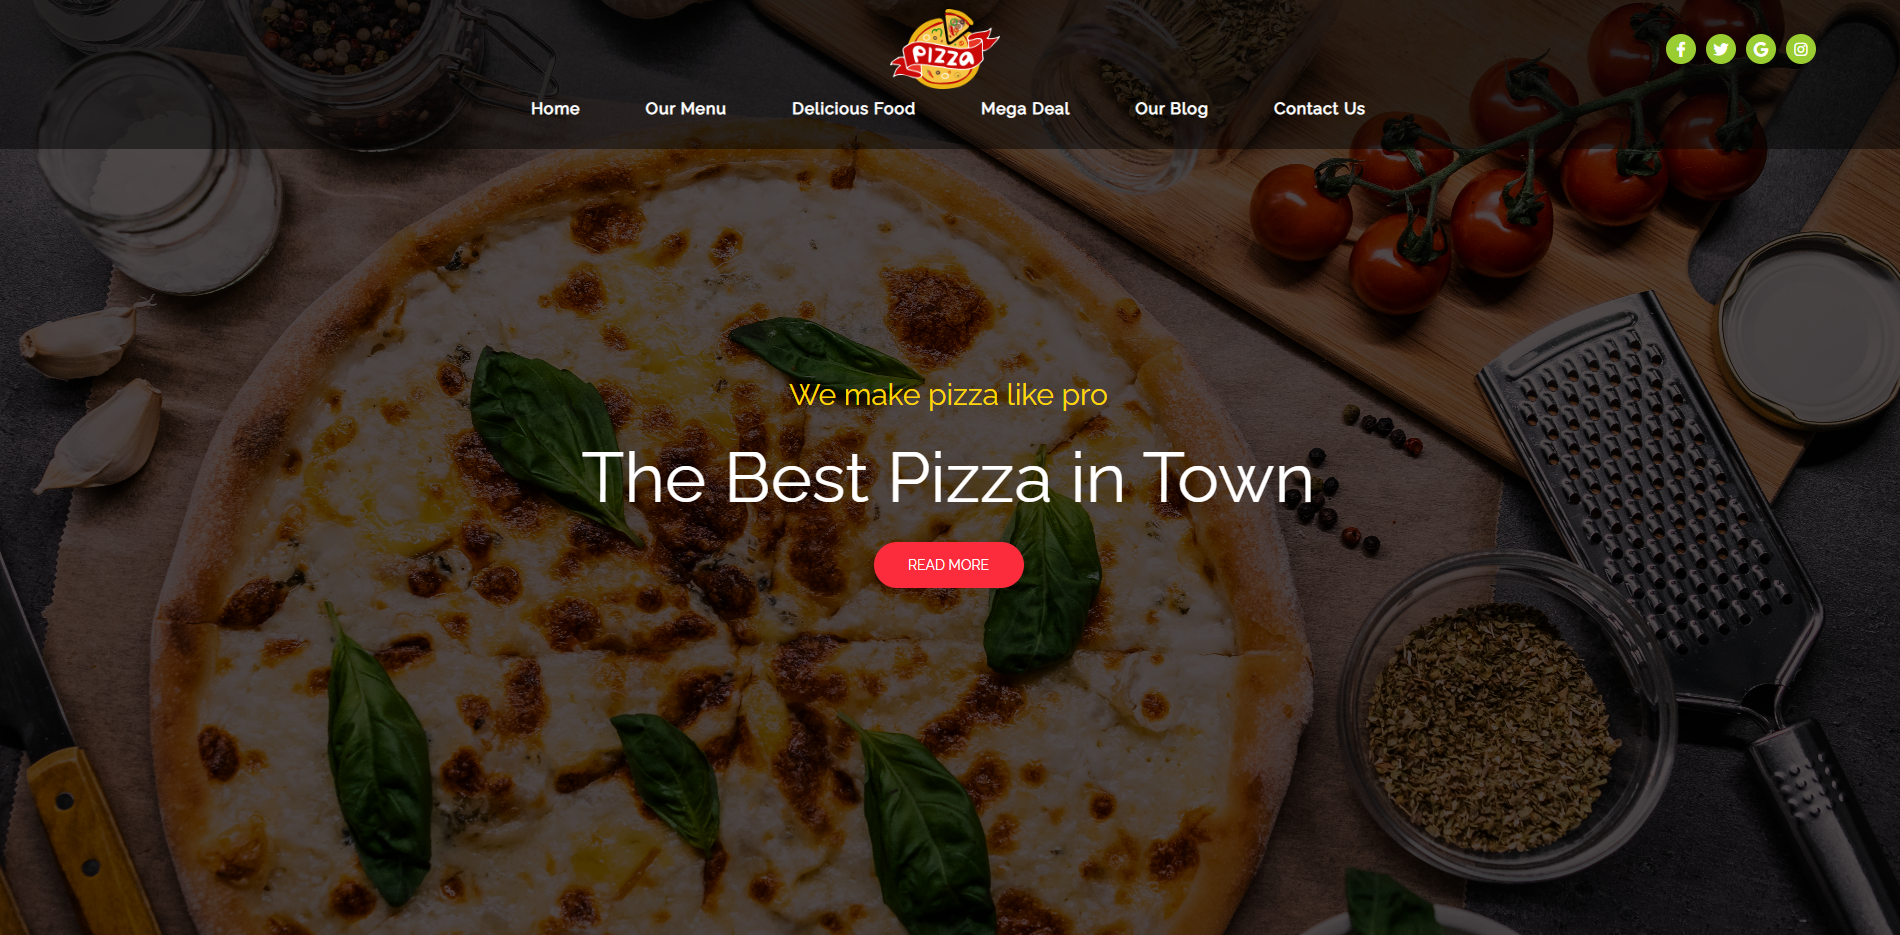 PIZZA
Home Our Menu Delicious Food Mega Deal Our Blog Contact Us
We make pizza like pro
The Best Pizza in Town
READ MORE